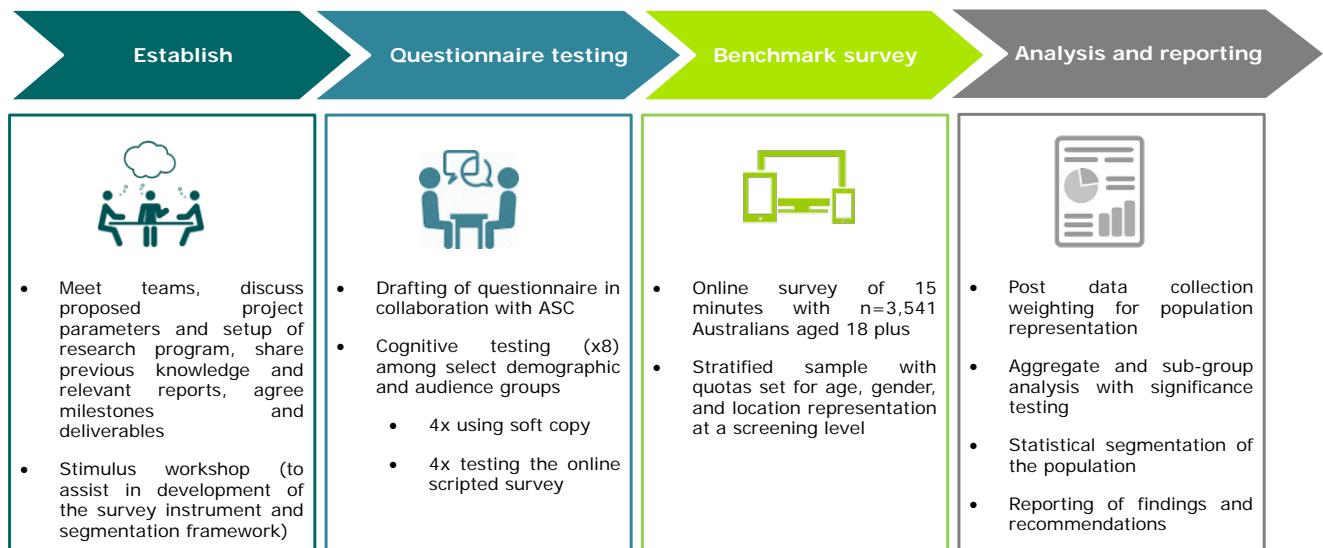 Establish
Questionnaire testing
Benchmark survey
Analysis and reporting
• Meet teams, discuss
proposed project
parameters and setup of
research program, share
previous knowledge and
relevant reports, agree
milestones and
deliverables
• Stimulus workshop (to
assist in development of
the survey instrument and
segmentation framework)
• Drafting of questionnaire in
collaboration with ASC
• Cognitive testing (x8)
among select demographic
and audience groups
• 4x using soft copy
• 4x testing the online
scripted survey
• Online survey of 15
minutes with n=3,541
Australians aged 18 plus
• Stratified sample with
quotas set for age, gender,
and location representation
at a screening level
• Post data collection
weighting for population
representation
• Aggregate and sub-group
analysis with significance
testing
• Statistical segmentation of
the population
• Reporting of findings and
recommendations